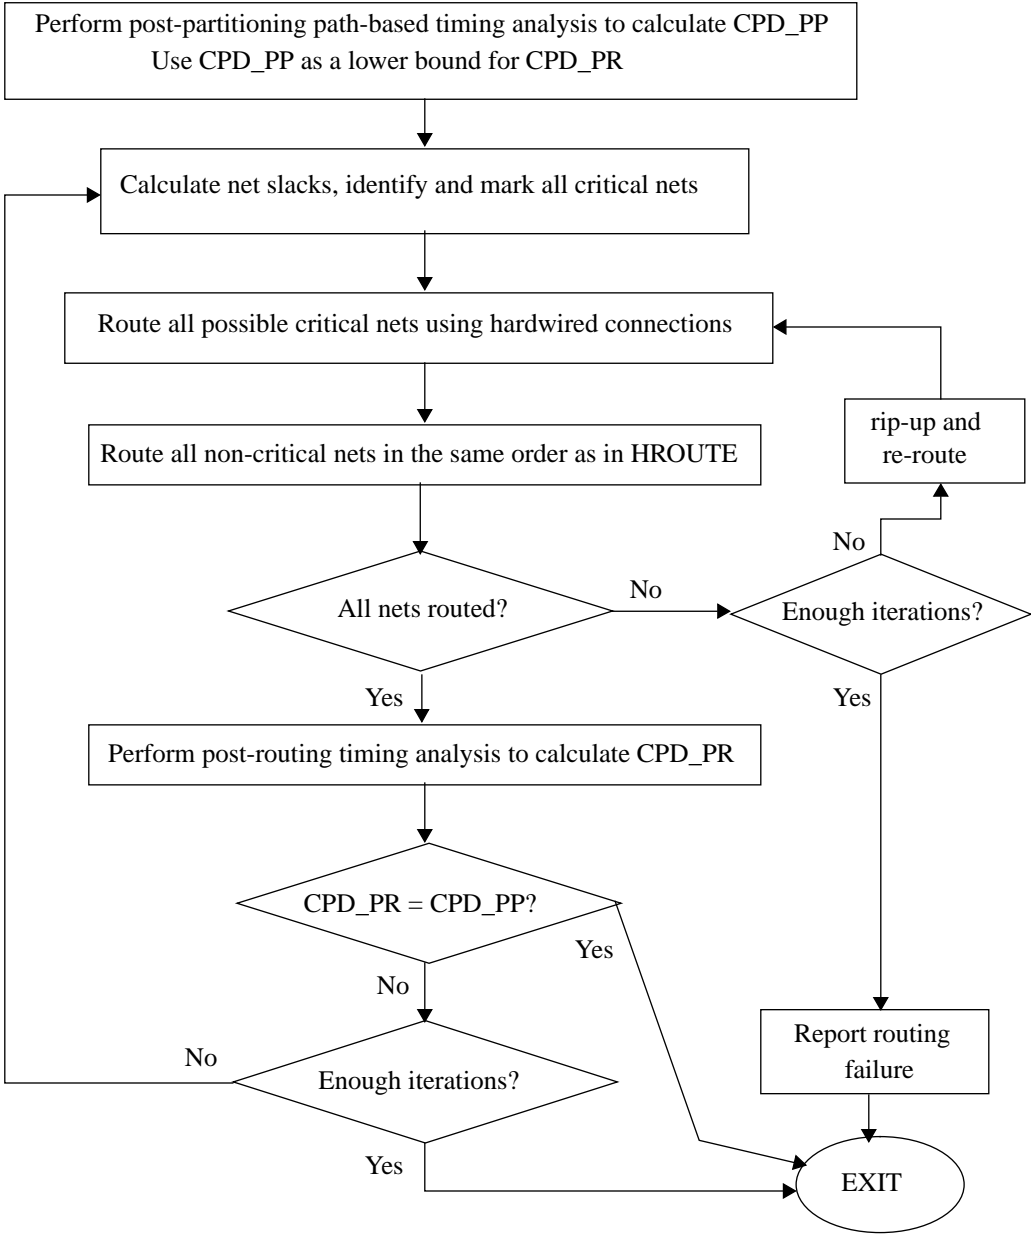 Perform post-partitioning path-based timing analysis to calculate CPD_PP
Use CPD_PP as a lower bound for CPD_PR
Calculate net slacks, identify and mark all critical nets
Route all possible critical nets using hardwired connections
rip-up and
re-route
Route all non-critical nets in the same order as in HROUTE
No
All nets routed?
No
Enough iterations?
Yes
Yes
Perform post-routing timing analysis to calculate CPD_PR
CPD_PR = CPD_PP?
Yes
No
Report routing
failure
No
Enough iterations?
Yes
EXIT